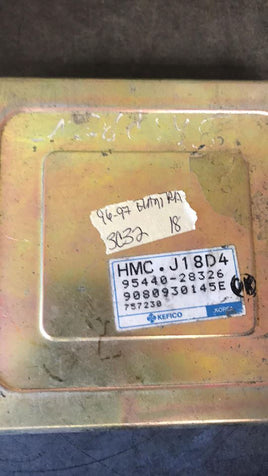 96-97 ElANTRA
3C32 18
HMC.J18D4
95440-28326
9080930145E
757230
KEFICO KOREA